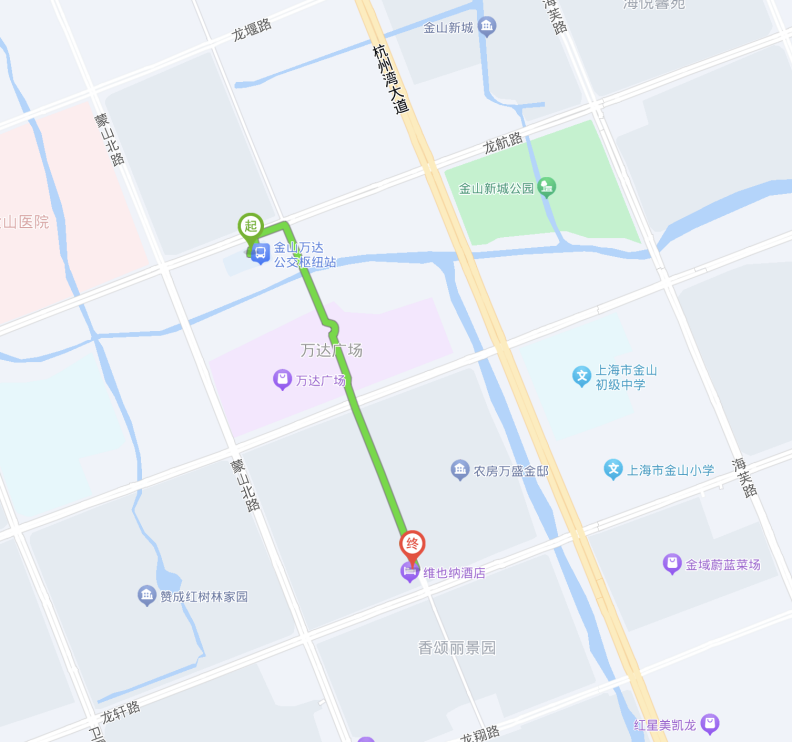 海悦馨苑
海芙路
金山新城
龙堰路
杭州湾大道
蒙山北路
龙航路
金山新城公园
山医院
起
金山万达
公交枢纽站
万达广场
万达广场
上海市金山
初级中学
蒙山北路
农房万盛金邸
上海市金山小学
海芙路
终
维也纳酒店
金域蔚蓝菜场
赞成红树林家园
香颂丽景园
龙轩路
卫
龙翔路
红星美凯龙